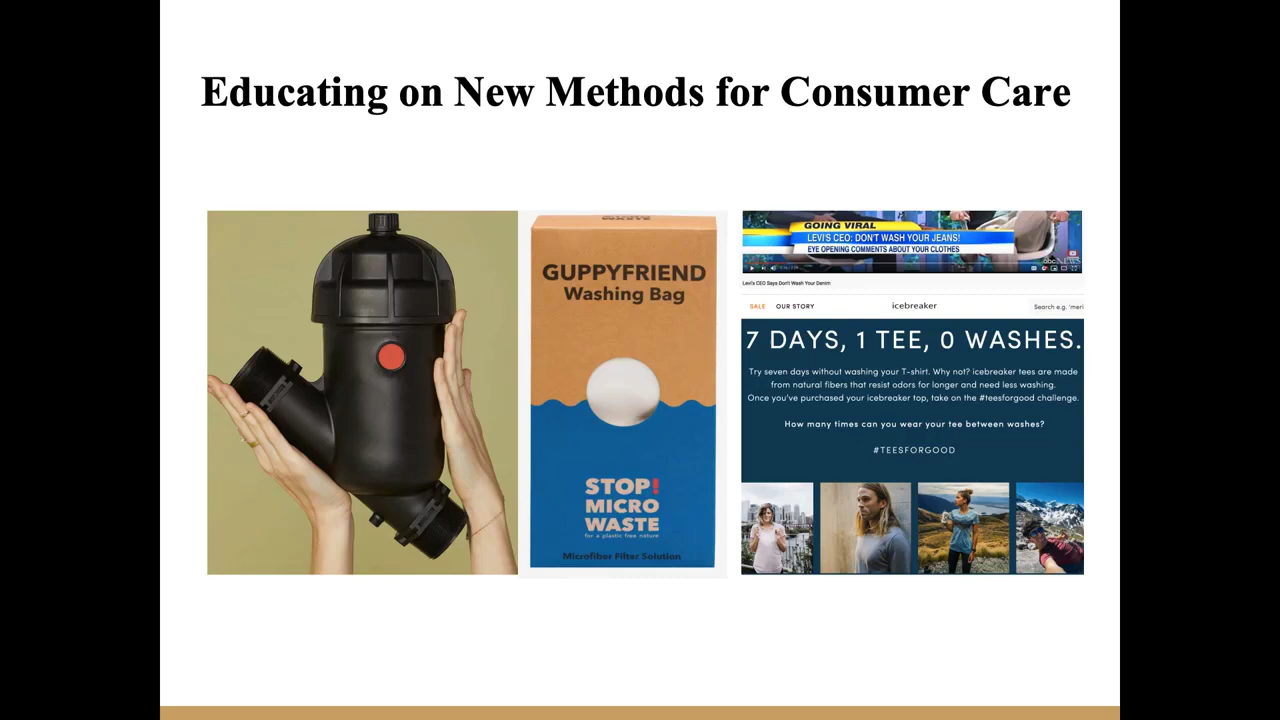 Educating on New Methods for Consumer Care
GUPPYFRIEND
Washing Bag
STOP!
MICRO
WASTE
for a plastic free nature
Microfiber Filter Solution
GOING VIRAL
LEVI'S CEO: DON'T WASH YOUR JEANS!
EYE OPENING COMMENTS ABOUT YOUR CLOTHES
abc NEWS
Levi's CEO Says Don't Wash Your Denim
SALE OUR STORY icebreaker Search e.g. 'meri
7 DAYS, 1 TEE, 0 WASHES.
Try seven days without washing your T-shirt. Why not? icebreaker tees are made
from natural fibers that resist odors for longer and need less washing.
Once you've purchased your icebreaker top, take on the #teesforgood challenge.
How many times can you wear your tee between washes?
#TEESFORGOOD